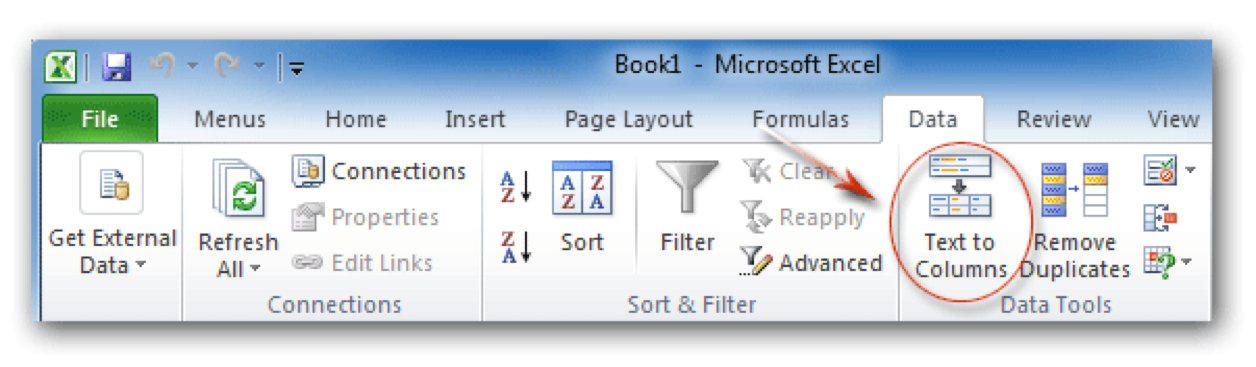 Book1 - Microsoft Excel
File Menus Home Insert Page Layout Formulas Data Review View
Get External
Data
Refresh
All
Connections
Properties
Edit Links
Connections
A
Z
Z
A
A Z
Z A
Sort
Filter
Clear
Reapply
Advanced
Sort & Filter
Text to
Columns
Remove
Duplicates
Data Tools